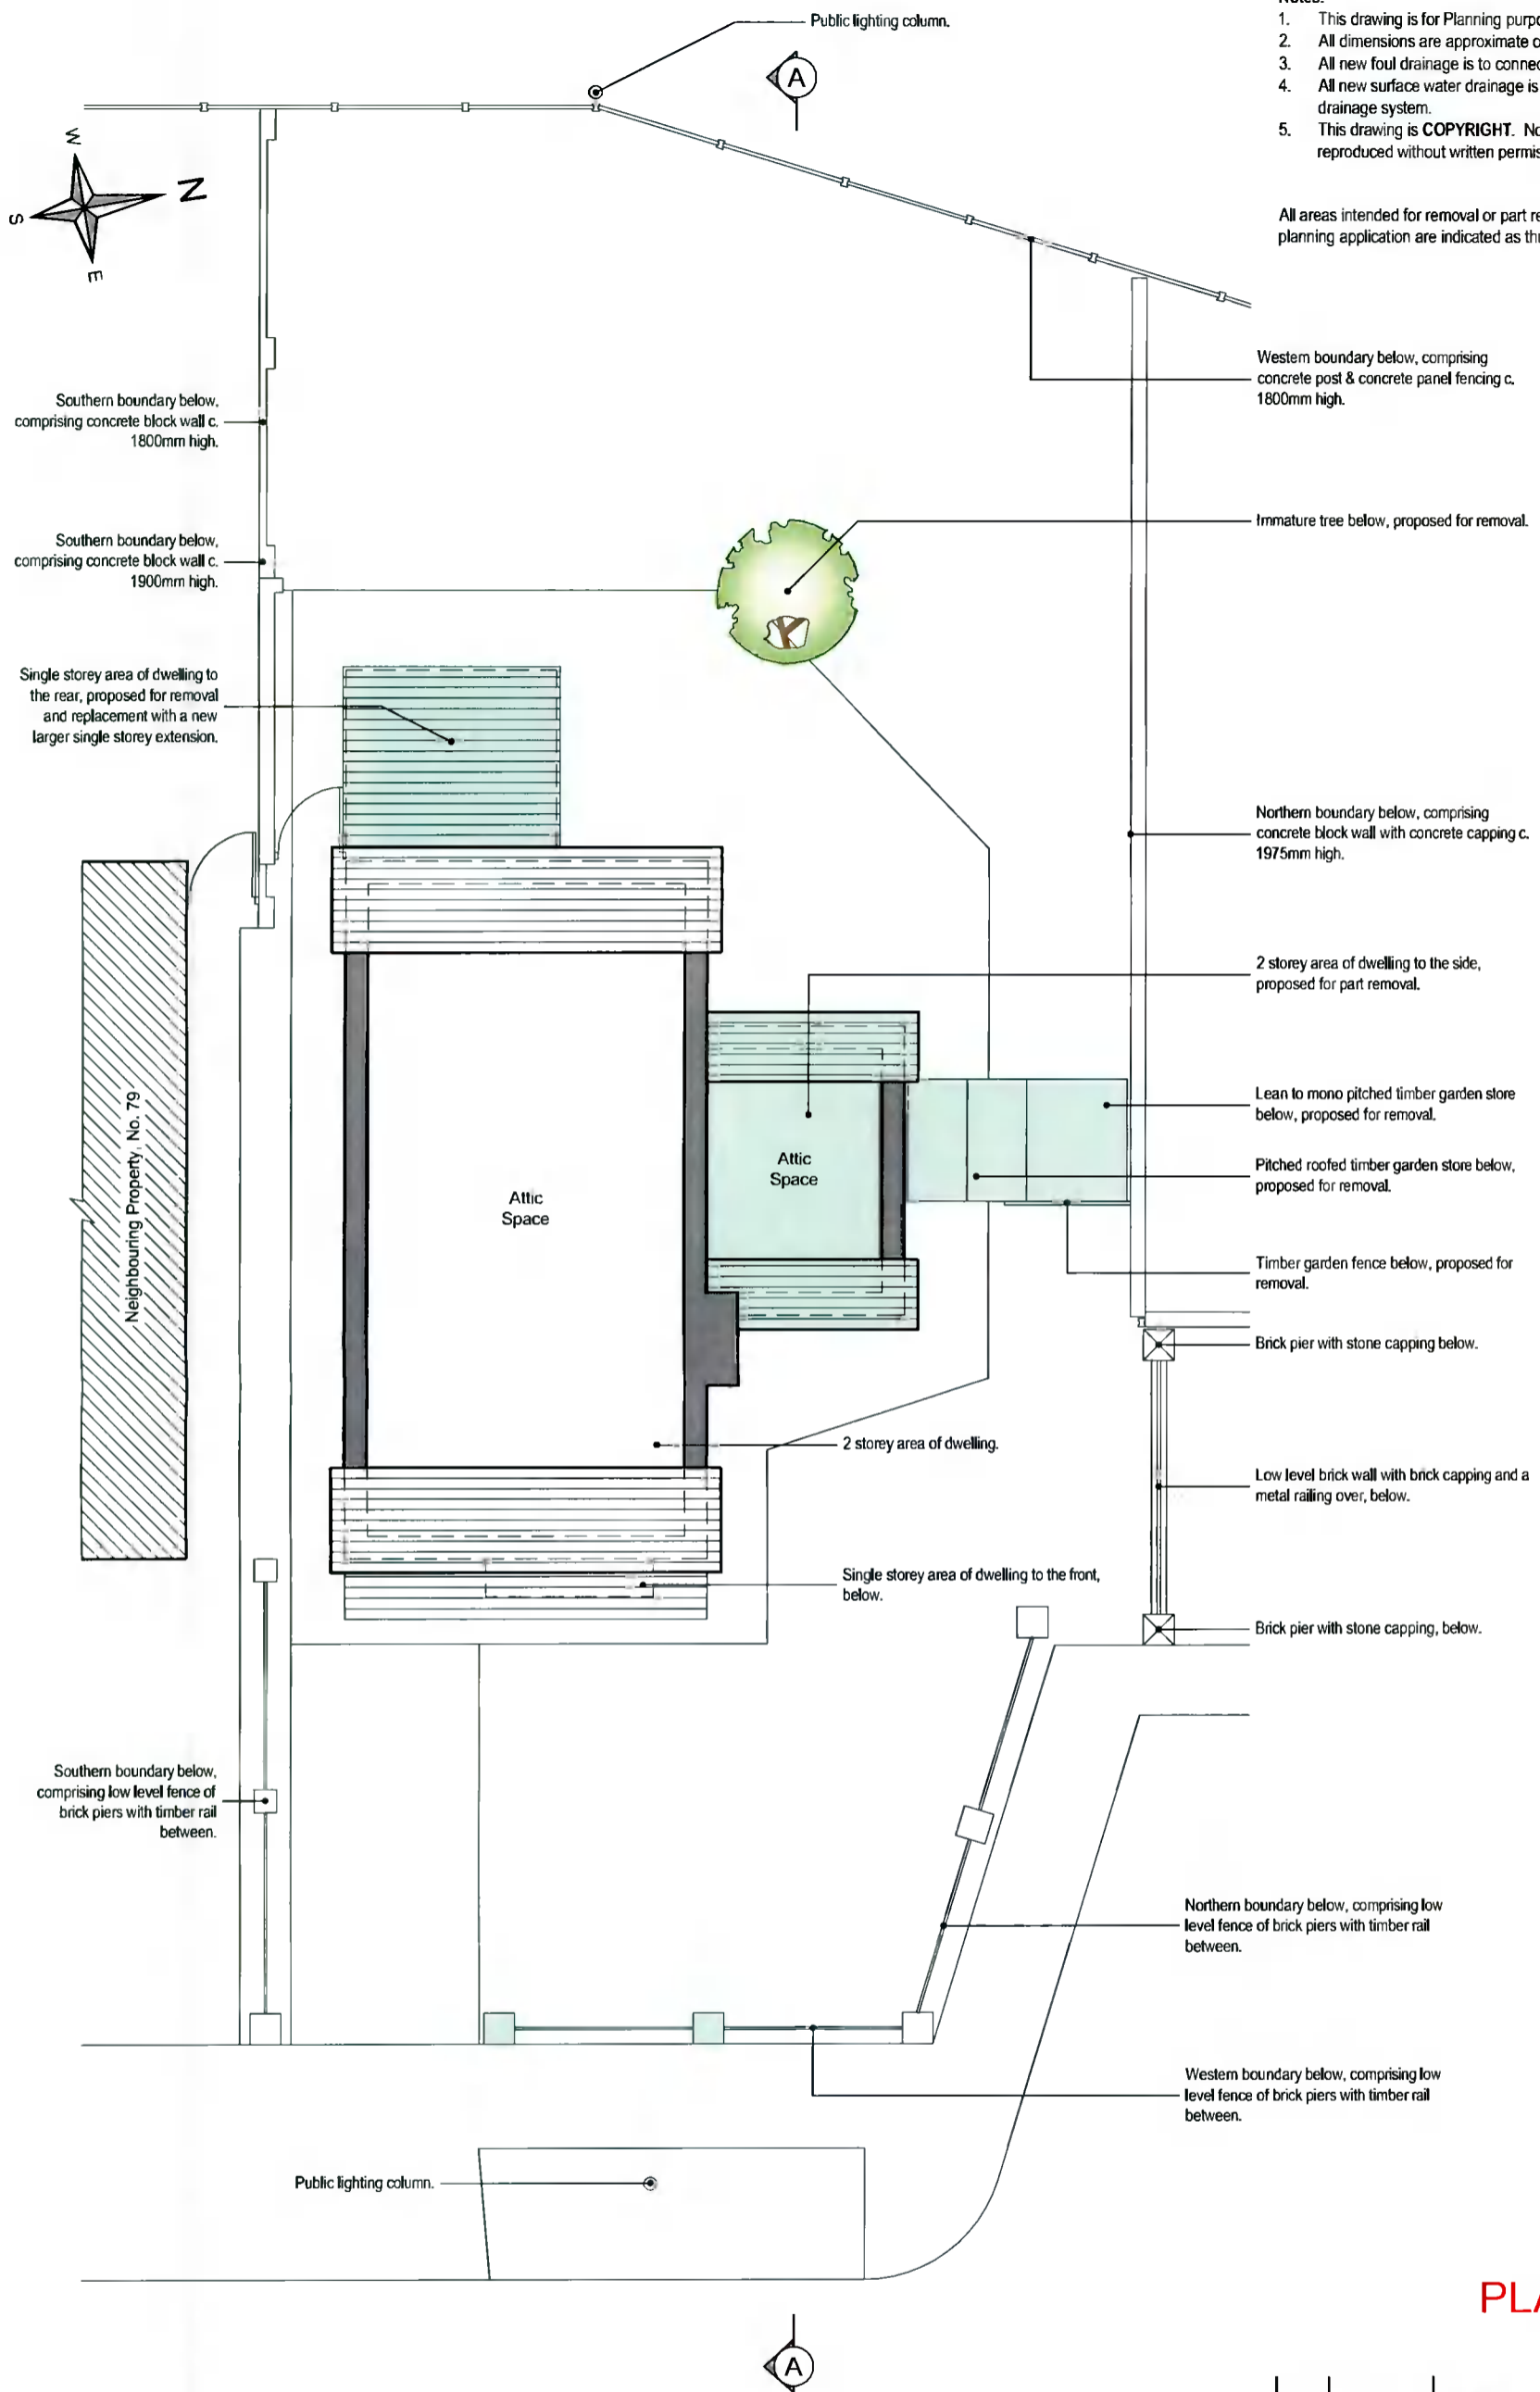 Notes:
1. This drawing is for Planning
2. All dimensions are approximate
3. All new foul drainage is to
4. All new surface water drainage is
drainage system.
5. This drawing is COPYRIGHT.
reproduced without written
All areas intended for removal or part
planning application are indicated as
Public lighting column.
A
W
N
S
E
Western boundary below, comprising
concrete post & concrete panel fencing c.
1800mm high.
Southern boundary below,
comprising concrete block wall c.
1800mm high.
Immature tree below, proposed for removal.
Southern boundary below,
comprising concrete block wall c.
1900mm high.
Single storey area of dwelling to
the rear, proposed for removal
and replacement with a new
larger single storey extension.
Northern boundary below, comprising
concrete block wall with concrete capping c.
1975mm high.
2 storey area of dwelling to the side,
proposed for part removal.
Neighbouring Property, No. 79
Lean to mono pitched timber garden store
below, proposed for removal.
Attic
Space
Pitched roofed timber garden store below,
proposed for removal.
Attic
Space
Timber garden fence below, proposed for
removal.
Brick pier with stone capping below.
2 storey area of dwelling.
Low level brick wall with brick capping and a
metal railing over, below.
Single storey area of dwelling to the front,
below.
Brick pier with stone capping, below.
Southern boundary below,
comprising low level fence of
brick piers with timber rail
between.
Northern boundary below, comprising low
level fence of brick piers with timber rail
between.
Western boundary below, comprising low
level fence of brick piers with timber rail
between.
Public lighting column.
PLA
A